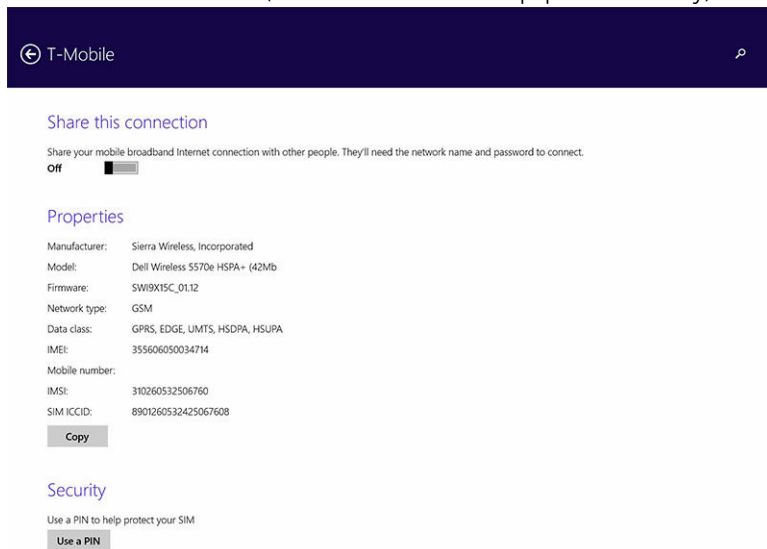 T-Mobile
Share this connection
Share your mobile broadband Internet connection with other people. They'll need the network name and password to connect.
Off
Properties
Manufacturer: Sierra Wireless, Incorporated
Model: Dell Wireless 5570e HSPA+ (42Mb
Firmware: SWI9X15C_01.12
Network type: GSM
Data class: GPRS, EDGE, UMTS, HSDPA, HSUPA
IMEI: 355606050034714
Mobile number:
IMSI: 310260532506760
SIM ICCID: 8901260532425067608
Copy
Security
Use a PIN to help protect your SIM
Use a PIN